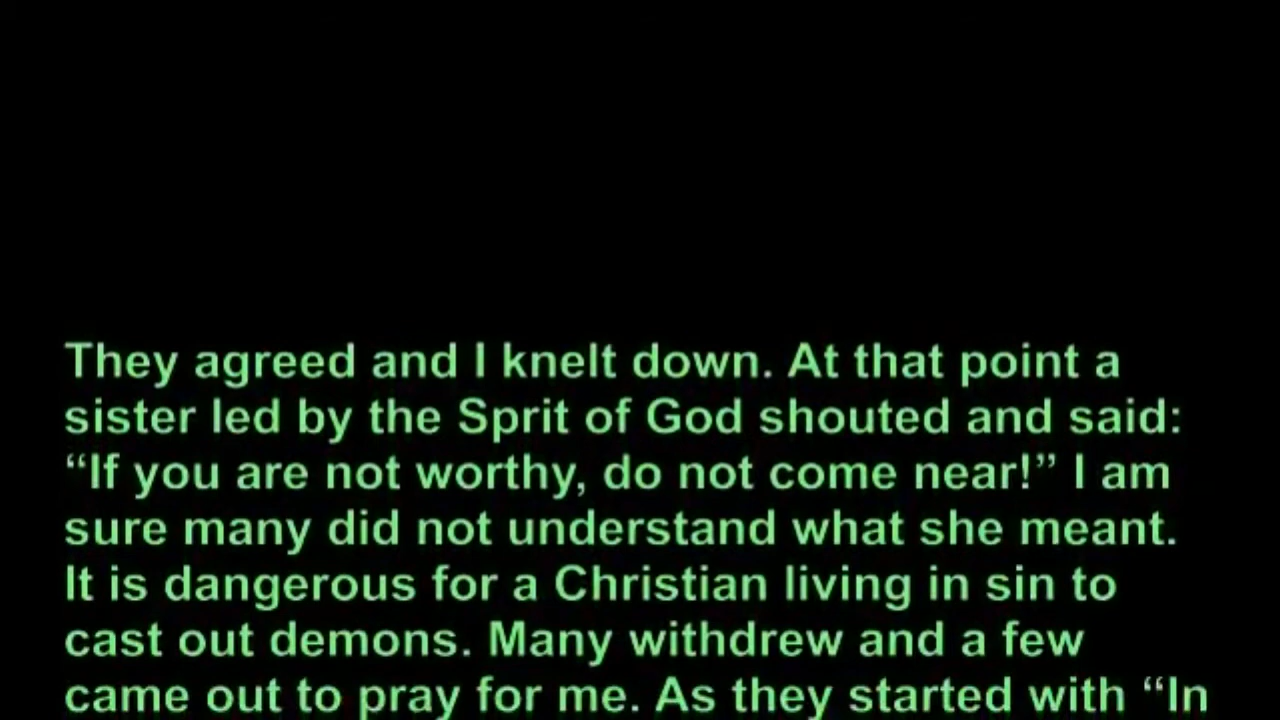 They agreed and I knelt down. At that point a
sister led by the Sprit of God shouted and said:
“If you are not worthy, do not come near!” I am
sure many did not understand what she meant.
It is dangerous for a Christian living in sin to
cast out demons. Many withdrew and a few
came out to pray for me. As they started with “In